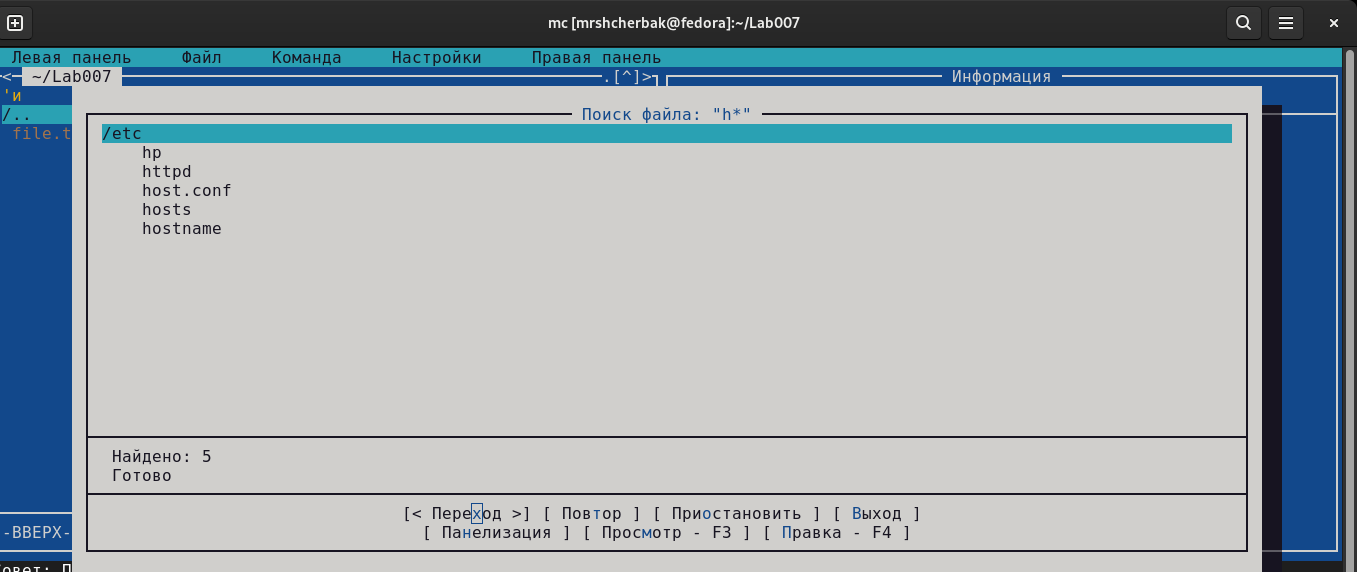 mc [mrshcherbak@fedora]:~/Lab007
Левая панель Файл Команда Настройки Правая панель
<─ ~/Lab007 .[^]> Информация
'и
/..
file.t
Поиск файла: "h*"
/etc
hp
httpd
host.conf
hosts
hostname
Найдено: 5
Готово
[< Переход >] [ Повтор ] [ Приостановить ] [ Выход ]
[ Панелизация ] [ Просмотр - F3 ] [ Правка - F4 ]
-ВВЕРХ-
овет: П